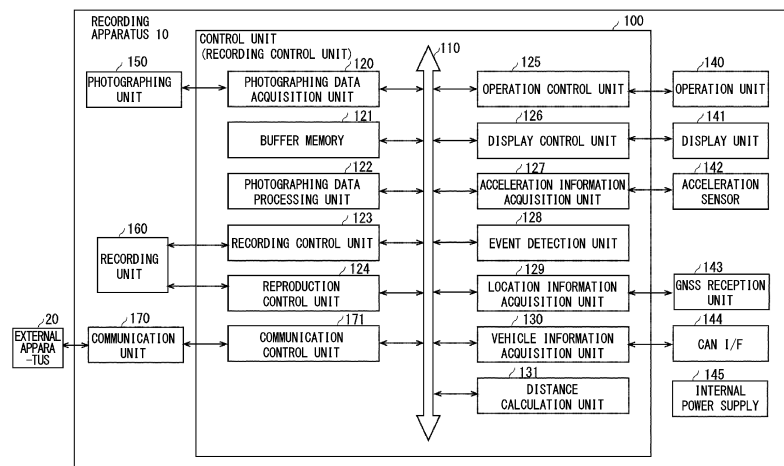 RECORDING
APPARATUS 10
100
CONTROL UNIT
(RECORDING CONTROL UNIT)
110
150
PHOTOGRAPHING
UNIT
120
PHOTOGRAPHING DATA
ACQUISITION UNIT
125
OPERATION CONTROL UNIT
140
OPERATION UNIT
121
BUFFER MEMORY
126
DISPLAY CONTROL UNIT
141
DISPLAY UNIT
122
PHOTOGRAPHING DATA
PROCESSING UNIT
127
ACCELERATION INFORMATION
ACQUISITION UNIT
142
ACCELERATION
SENSOR
160
RECORDING
UNIT
123
RECORDING CONTROL UNIT
128
EVENT DETECTION UNIT
124
REPRODUCTION
CONTROL UNIT
129
LOCATION INFORMATION
ACQUISITION UNIT
143
GNSS RECEPTION
UNIT
20
EXTERNAL
APPARA
-TUS
170
COMMUNICATION
UNIT
171
COMMUNICATION
CONTROL UNIT
130
VEHICLE INFORMATION
ACQUISITION UNIT
144
CAN I/F
131
DISTANCE
CALCULATION UNIT
145
INTERNAL
POWER SUPPLY